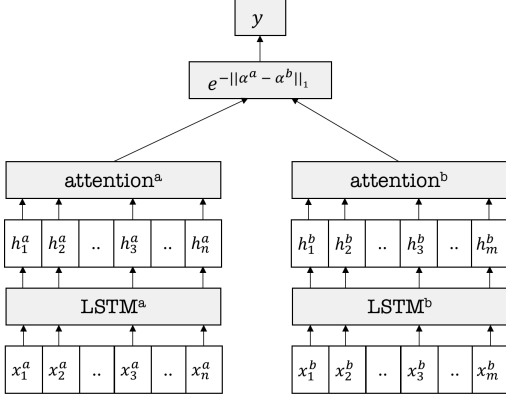 y
e^{-||α^a - α^b||_1}
attention^a attention^b
h_1^a h_2^a .. h_3^a .. h_n^a h_1^b h_2^b .. h_3^b .. h_m^b
LSTM^a LSTM^b
x_1^a x_2^a .. x_3^a .. x_n^a x_1^b x_2^b .. x_3^b .. x_m^b